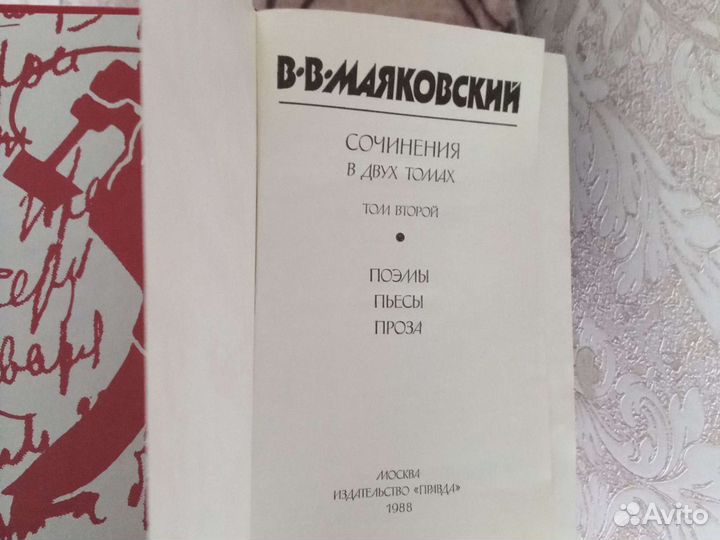 В·В·МАЯКОВСКИЙ
СОЧИНЕНИЯ
В ДВУХ ТОМАХ
ТОМ ВТОРОЙ
•
ПОЭМЫ
ПЬЕСЫ
ПРОЗА
МОСКВА
ИЗДАТЕЛЬСТВО «ПРАВДА»
1988
Avito